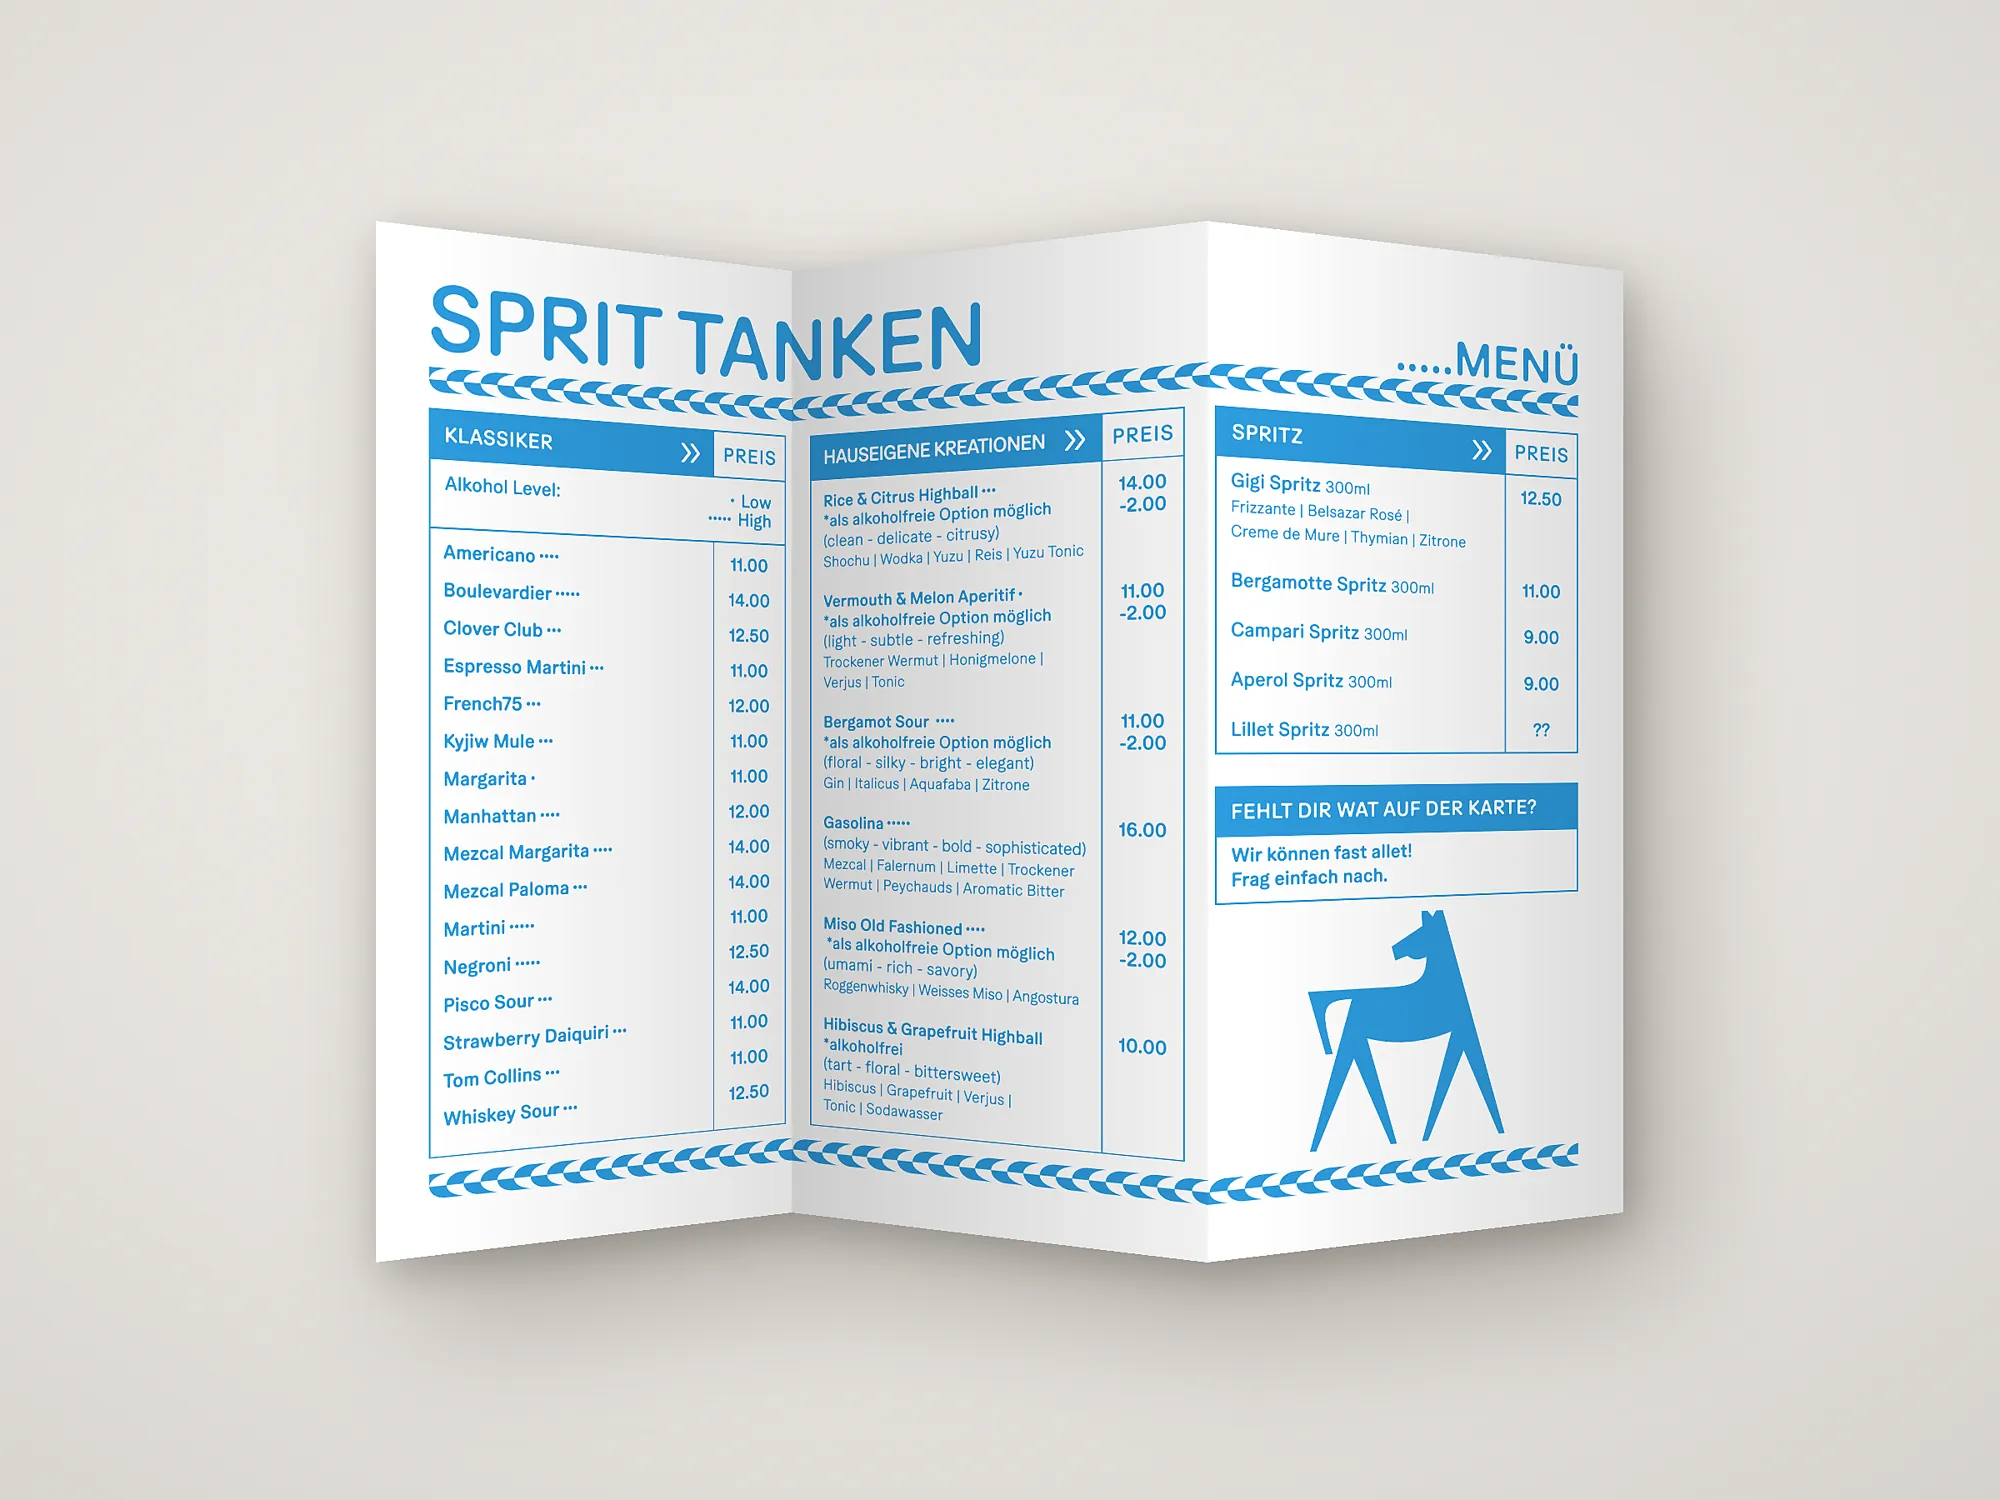 SPRIT TANKEN
.....MENÜ
KLASSIKER » PREIS
Alkohol Level:
• Low
••••• High
Americano •••• 11.00
Boulevardier ••••• 14.00
Clover Club ••• 12.50
Espresso Martini ••• 11.00
French75 ••• 12.00
Kyjiw Mule ••• 11.00
Margarita • 11.00
Manhattan •••• 12.00
Mezcal Margarita •••• 14.00
Mezcal Paloma ••• 14.00
Martini ••••• 11.00
Negroni ••••• 12.50
Pisco Sour ••• 14.00
Strawberry Daiquiri ••• 11.00
Tom Collins ••• 11.00
Whiskey Sour ••• 12.50
HAUSEIGENE KREATIONEN » PREIS
Rice & Citrus Highball ••• 14.00
*als alkoholfreie Option möglich -2.00
(clean - delicate - citrusy)
Shochu | Wodka | Yuzu | Reis | Yuzu Tonic
Vermouth & Melon Aperitif • 11.00
*als alkoholfreie Option möglich -2.00
(light - subtle - refreshing)
Trockener Wermut | Honigmelone |
Verjus | Tonic
Bergamot Sour •••• 11.00
*als alkoholfreie Option möglich -2.00
(floral - silky - bright - elegant)
Gin | Italicus | Aquafaba | Zitrone
Gasolina ••••• 16.00
(smoky - vibrant - bold - sophisticated)
Mezcal | Falernum | Limette | Trockener
Wermut | Peychauds | Aromatic Bitter
Miso Old Fashioned •••• 12.00
*als alkoholfreie Option möglich -2.00
(umami - rich - savory)
Roggenwhisky | Weisses Miso | Angostura
Hibiscus & Grapefruit Highball 10.00
*alkoholfrei
(tart - floral - bittersweet)
Hibiscus | Grapefruit | Verjus |
Tonic | Sodawasser
SPRITZ » PREIS
Gigi Spritz 300ml 12.50
Frizzante | Belsazar Rosé |
Creme de Mure | Thymian | Zitrone
Bergamotte Spritz 300ml 11.00
Campari Spritz 300ml 9.00
Aperol Spritz 300ml 9.00
Lillet Spritz 300ml ??
FEHLT DIR WAT AUF DER KARTE?
Wir können fast allet!
Frag einfach nach.